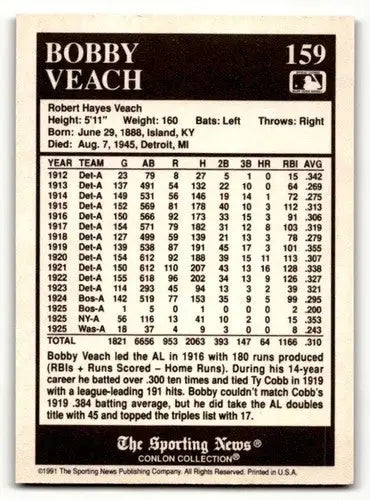 BOBBY
VEACH
159
Robert Hayes Veach
Height: 5'11" Weight: 160 Bats: Left Throws: Right
Born: June 29, 1888, Island, KY
Died: Aug. 7, 1945, Detroit, MI
YEAR TEAM G AB R H 2B 3B HR RBI AVG
1912 Det-A 23 79 8 27 5 1 0 15 .342
1913 Det-A 137 491 54 132 22 10 0 64 .269
1914 Det-A 149 531 56 146 19 14 1 72 .275
1915 Det-A 152 569 81 178 40 10 3 112 .313
1916 Det-A 150 566 92 173 33 15 3 91 .306
1917 Det-A 154 571 79 182 31 12 8 103 .319
1918 Det-A 127 499 59 139 21 13 3 78 .279
1919 Det-A 139 538 87 191 45 17 3 101 .355
1920 Det-A 154 612 92 188 39 15 11 113 .307
1921 Det-A 150 612 110 207 43 13 16 128 .338
1922 Det-A 155 618 96 202 34 13 9 126 .327
1923 Det-A 114 293 45 94 13 3 2 39 .321
1924 Bos-A 142 519 77 153 35 9 5 99 .295
1925 Bos-A 1 5 0 1 0 0 0 2 .200
1925 NY-A 56 116 13 41 10 2 0 15 .353
1925 Was-A 18 37 4 9 3 0 0 8 .243
TOTAL 1821 6656 953 2063 393 147 64 1166 .310
Bobby Veach led the AL in 1916 with 180 runs produced
(RBIs + Runs Scored – Home Runs). During his 14-year
career he batted over .300 ten times and tied Ty Cobb in 1919
with a league-leading 191 hits. Bobby couldn't match Cobb's
1919 .384 batting average, but he did take the AL doubles
title with 45 and topped the triples list with 17.
The Sporting News®
CONLON COLLECTION®
©1991 The Sporting News Publishing Company. All Rights Reserved. Printed in U.S.A.